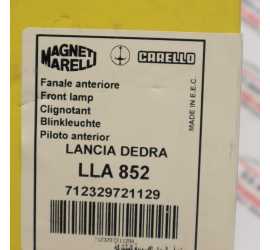 MAGNETI
MARELLI
CARELLO
Fanale anteriore
Front lamp
Clignotant
Blinkleuchte
Piloto anterior
MADE IN E.E.C.
LANCIA DEDRA
LLA 852
712329721129